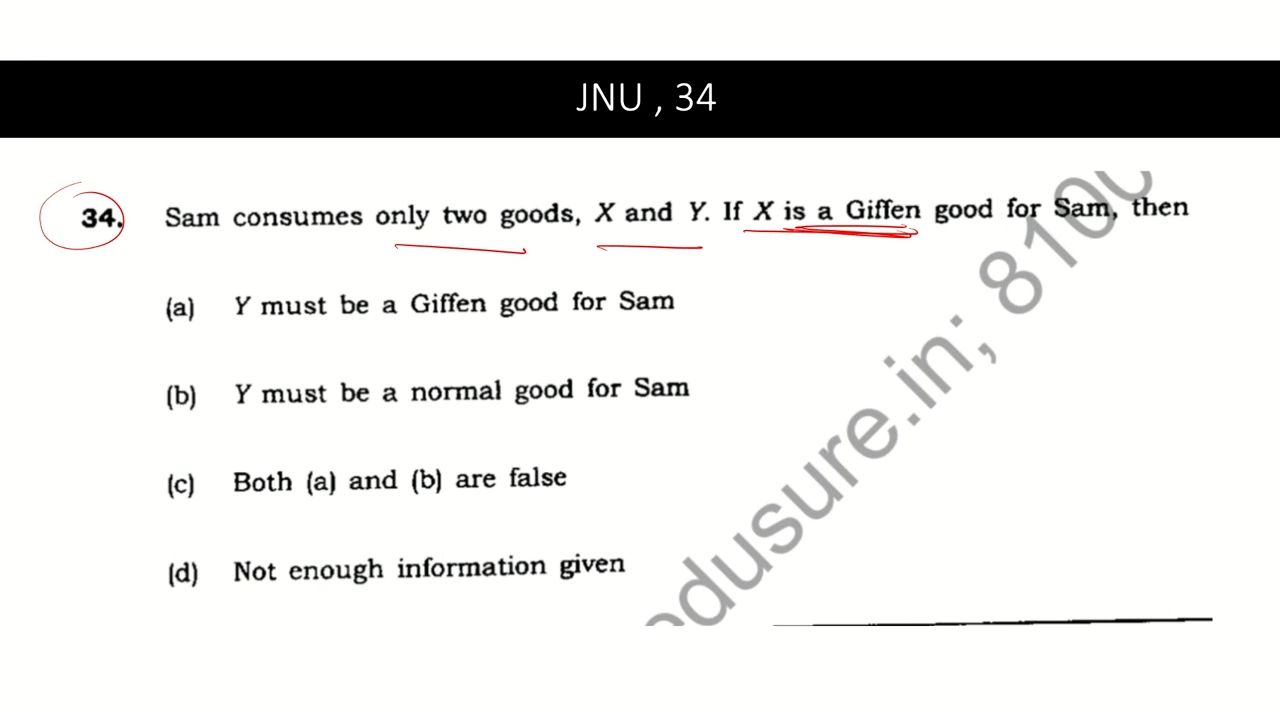 JNU , 34
34. Sam consumes only two goods, X and Y. If X is a Giffen good for Sam, then
(a) Y must be a Giffen good for Sam
(b) Y must be a normal good for Sam
(c) Both (a) and (b) are false
(d) Not enough information given
edusure.in; 8100